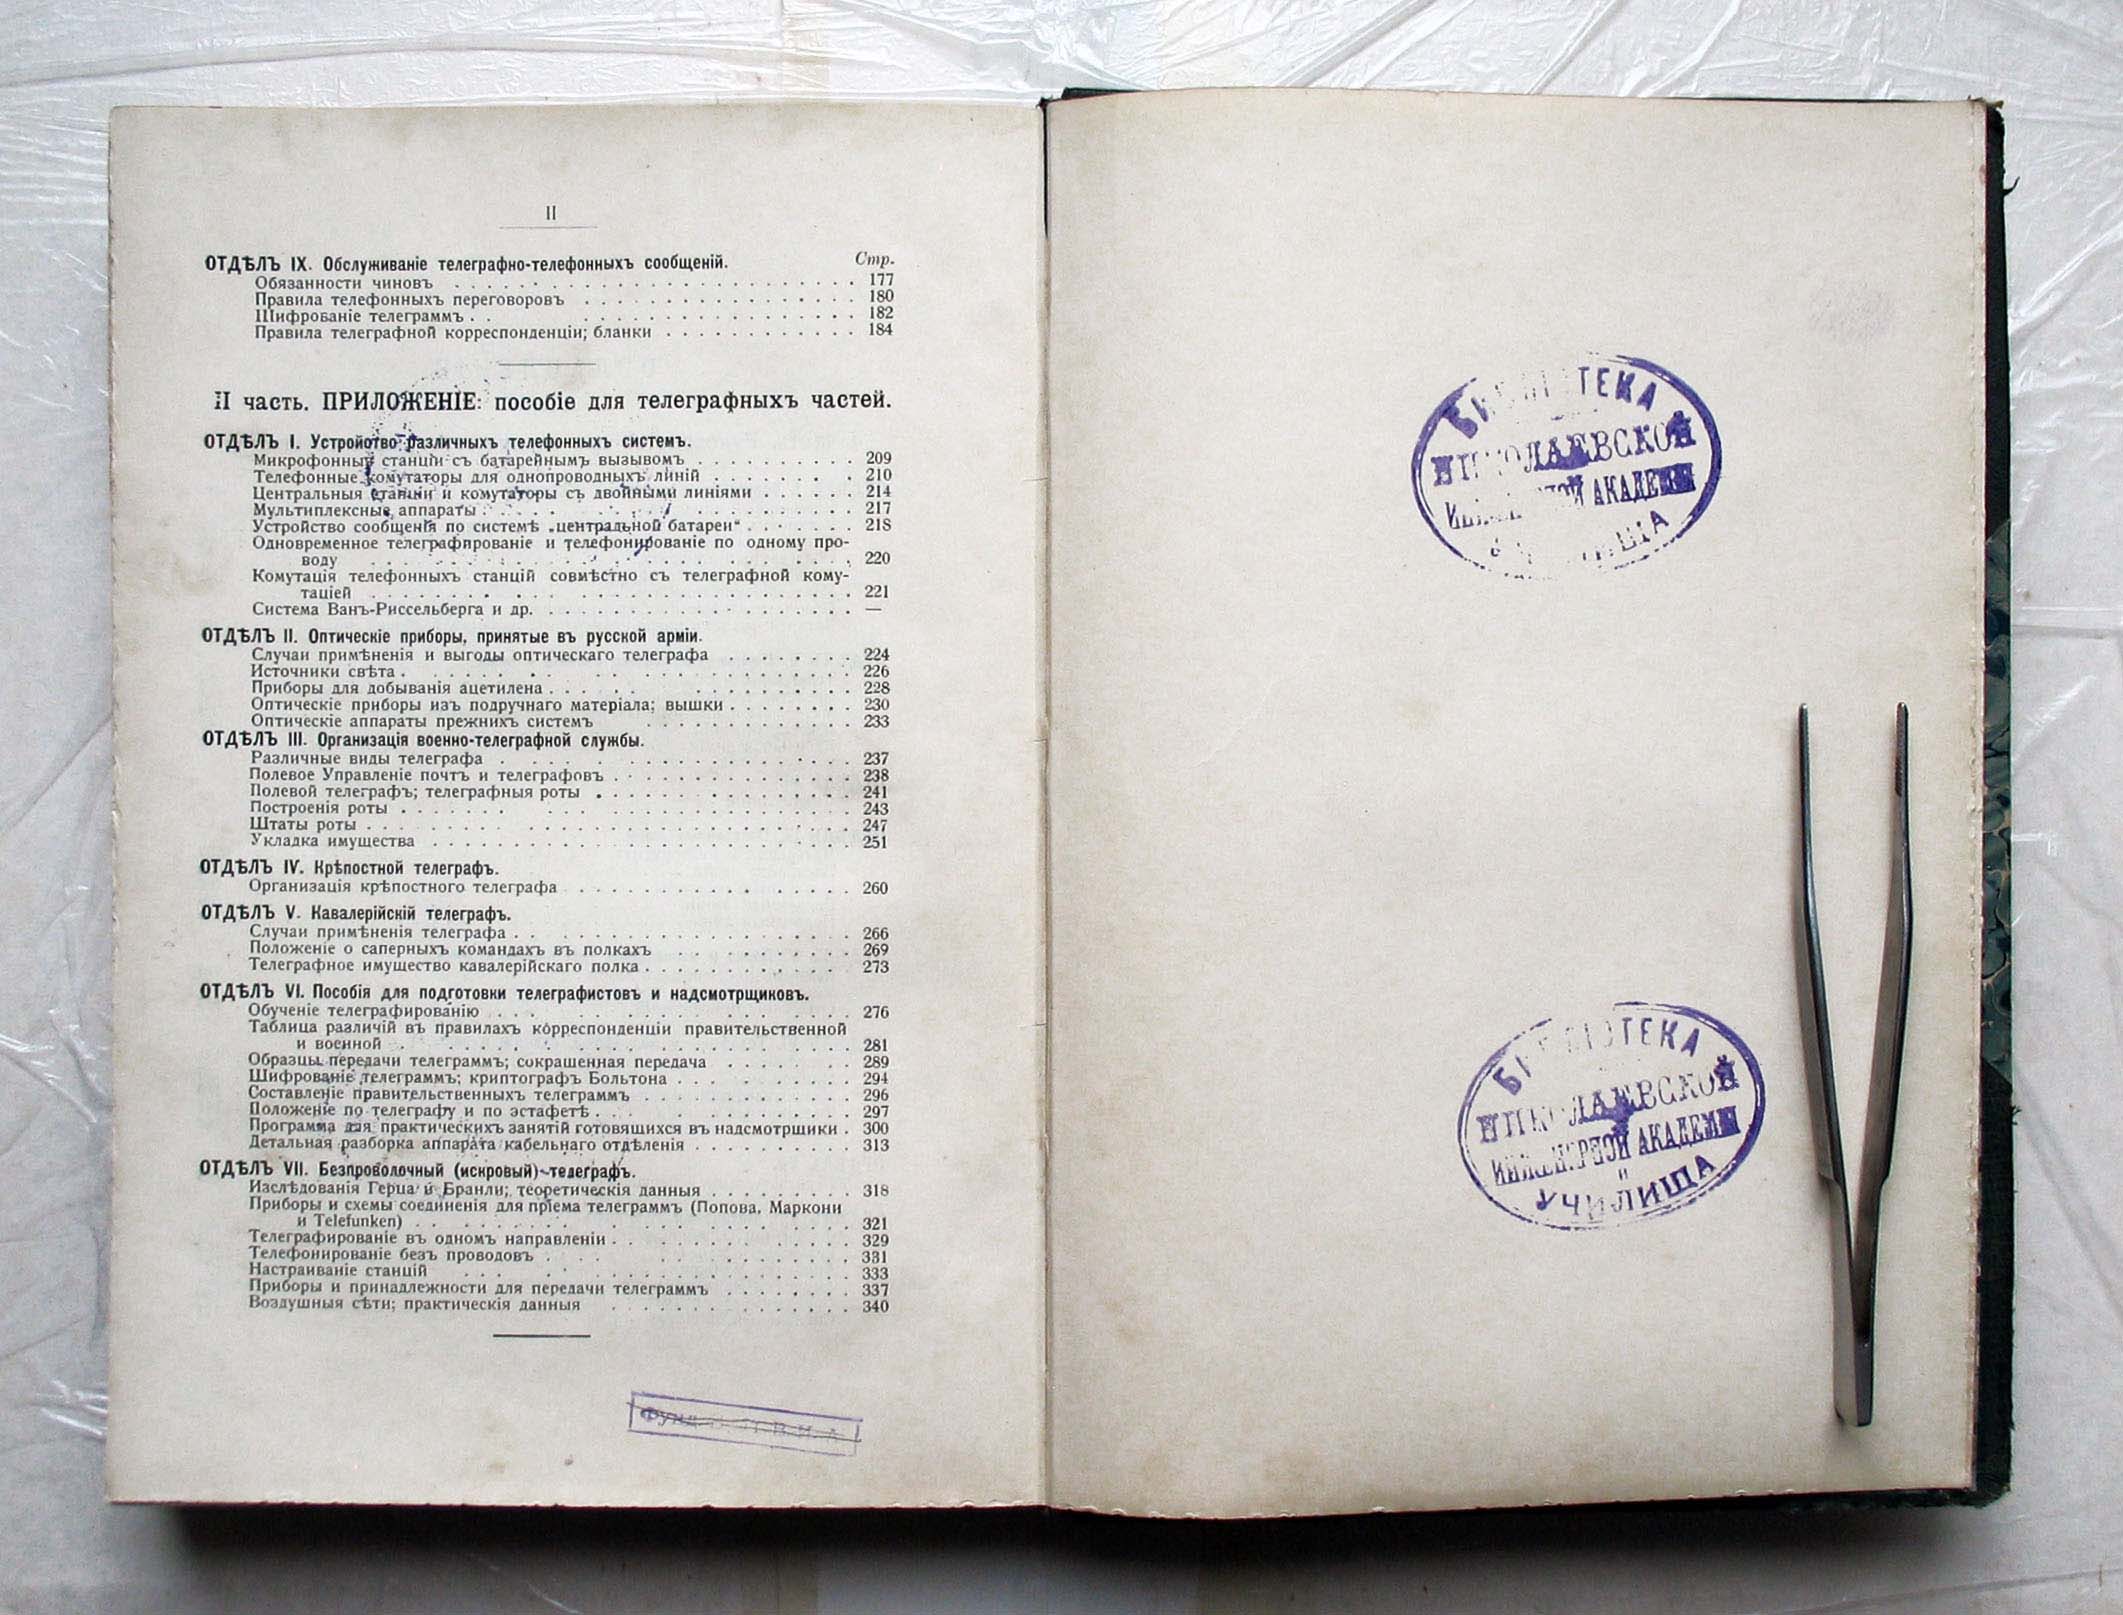 II
ОТДѢЛЪ IX. Обслуживаніе телеграфно-телефонныхъ сообщеній. Стр.
Обязанности чиновъ . . . . . . . . . . 177
Правила телефонныхъ переговоровъ . . . . . . . . . . 180
Шифрованіе телеграммъ . . . . . . . . . . 182
Правила телеграфной корреспонденціи; бланки . . . . . . . . . . 184
II часть. ПРИЛОЖЕНІЕ: пособіе для телеграфныхъ частей.
ОТДѢЛЪ I. Устройство различныхъ телефонныхъ системъ.
Микрофонныя станціи съ батарейнымъ вызывомъ . . . . . . . . . . 209
Телефонные комутаторы для однопроводныхъ линій . . . . . . . . 210
Центральныя станціи и комутаторы съ двойными линіями . . . . . . 214
Мультиплексные аппараты . . . . . . . . . . 217
Устройство сообщенія по системѣ „центральной батареи“ . . . . . . . 218
Одновременное телеграфированіе и телефонированіе по одному про-
воду . . . . . . . . . . 220
Комутація телефонныхъ станцій совмѣстно съ телеграфной кому-
таціей . . . . . . . . . . 221
Система Ванъ-Риссельберга и др. . . . . . . . . . . —
ОТДѢЛЪ II. Оптическіе приборы, принятые въ русской арміи.
Случаи примѣненія и выгоды оптическаго телеграфа . . . . . . . . 224
Источники свѣта . . . . . . . . . . 226
Приборы для добыванія ацетилена . . . . . . . . . . 228
Оптическіе приборы изъ подручнаго матеріала; вышки . . . . . . . . 230
Оптическіе аппараты прежнихъ системъ . . . . . . . . . . 233
ОТДѢЛЪ III. Организація военно-телеграфной службы.
Различные виды телеграфа . . . . . . . . . . 237
Полевое Управленіе почтъ и телеграфовъ . . . . . . . . . . 238
Полевой телеграфъ; телеграфныя роты . . . . . . . . . . 241
Построенія роты . . . . . . . . . . 243
Штаты роты . . . . . . . . . . 247
Укладка имущества . . . . . . . . . . 251
ОТДѢЛЪ IV. Крѣпостной телеграфъ.
Организація крѣпостного телеграфа . . . . . . . . . . 260
ОТДѢЛЪ V. Кавалерійскій телеграфъ.
Случаи примѣненія телеграфа . . . . . . . . . . 266
Положеніе о саперныхъ командахъ въ полкахъ . . . . . . . . . . 269
Телеграфное имущество кавалерійскаго полка . . . . . . . . . . 273
ОТДѢЛЪ VI. Пособія для подготовки телеграфистовъ и надсмотрщиковъ.
Обученіе телеграфированію . . . . . . . . . . 276
Таблица различій въ правилахъ корреспонденціи правительственной
и военной . . . . . . . . . . 281
Образцы передачи телеграммъ; сокращенная передача . . . . . . . . 289
Шифрованіе телеграммъ; криптографъ Больтона . . . . . . . . . . 294
Составленіе правительственныхъ телеграммъ . . . . . . . . . . 296
Положеніе по телеграфу и по эстафетѣ . . . . . . . . . . 297
Программа для практическихъ занятій готовящихся въ надсмотрщики . 300
Детальная разборка аппарата кабельнаго отдѣленія . . . . . . . . . . 313
ОТДѢЛЪ VII. Безпроволочный (искровый) телеграфъ.
Изслѣдованія Герца и Бранли; теоретическія данныя . . . . . . . . . 318
Приборы и схемы соединенія для пріема телеграммъ (Попова, Маркони
и Telefunken) . . . . . . . . . . 321
Телеграфированіе въ одномъ направленіи . . . . . . . . . . 329
Телефонированіе безъ проводовъ . . . . . . . . . . 331
Настраиваніе станцій . . . . . . . . . . 333
Приборы и принадлежности для передачи телеграммъ . . . . . . . . 337
Воздушныя сѣти; практическія данныя . . . . . . . . . . 340
Фунд.
БИБЛІОТЕКА
НИКОЛАЕВСКОЙ
ИНЖЕНЕРНОЙ АКАДЕМІИ
И
УЧИЛИЩА
БИБЛІОТЕКА
НИКОЛАЕВСКОЙ
ИНЖЕНЕРНОЙ АКАДЕМІИ
И
УЧИЛИЩА